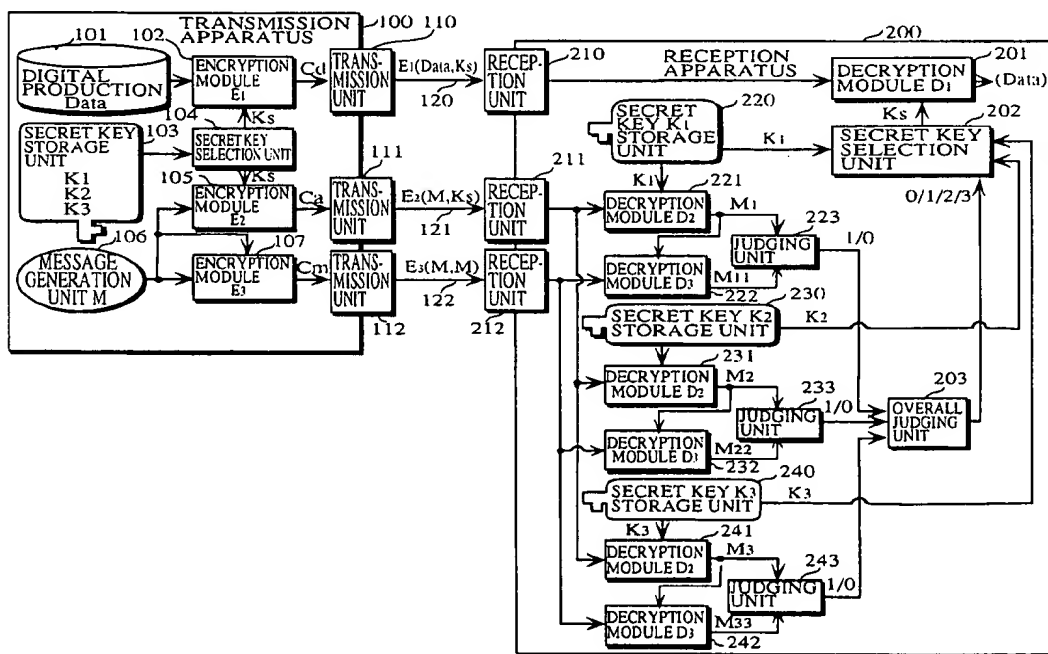 TRANSMISSION
APPARATUS
100
101
DIGITAL
PRODUCTION
Data
102
ENCRYPTION
MODULE
E1
Cd
110
TRANS-
MISSION
UNIT
E1(Data,Ks)
120
104
Ks
SECRET KEY
SELECTION UNIT
Ks
103
SECRET KEY
STORAGE
UNIT
K1
K2
K3
105
ENCRYPTION
MODULE
E2
Ca
111
TRANS-
MISSION
UNIT
E2(M,Ks)
121
106
MESSAGE
GENERATION
UNIT M
107
ENCRYPTION
MODULE
E3
Cm
TRANS-
MISSION
UNIT
112
E3(M,M)
122
200
RECEPTION
APPARATUS
210
RECEP-
TION
UNIT
201
DECRYPTION
MODULE D1
(Data)
Ks
202
SECRET KEY
SELECTION
UNIT
0/1/2/3
220
SECRET
KEY K1
STORAGE
UNIT
K1
K1
211
RECEP-
TION
UNIT
221
DECRYPTION
MODULE D2
M1
223
JUDGING
UNIT
1/0
RECEP-
TION
UNIT
212
DECRYPTION
MODULE D3
222
M11
230
SECRET KEY K2
STORAGE UNIT
K2
231
DECRYPTION
MODULE D2
M2
233
JUDGING
UNIT
1/0
203
OVERALL
JUDGING
UNIT
DECRYPTION
MODULE D3
232
M22
240
SECRET KEY K3
STORAGE UNIT
K3
K3
241
DECRYPTION
MODULE D2
M3
243
JUDGING
UNIT
1/0
DECRYPTION
MODULE D3
242
M33